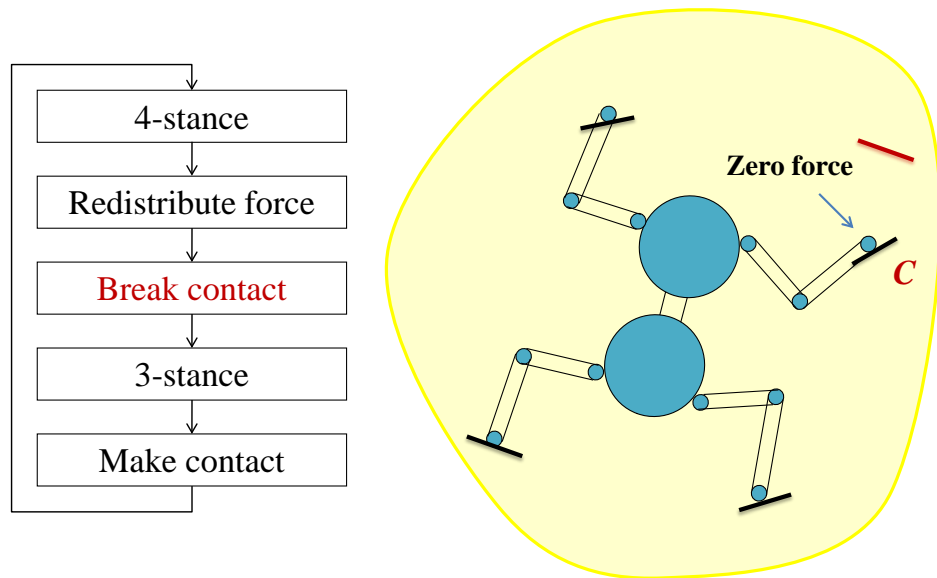 4-stance
Redistribute force
Break contact
3-stance
Make contact
Zero force
C